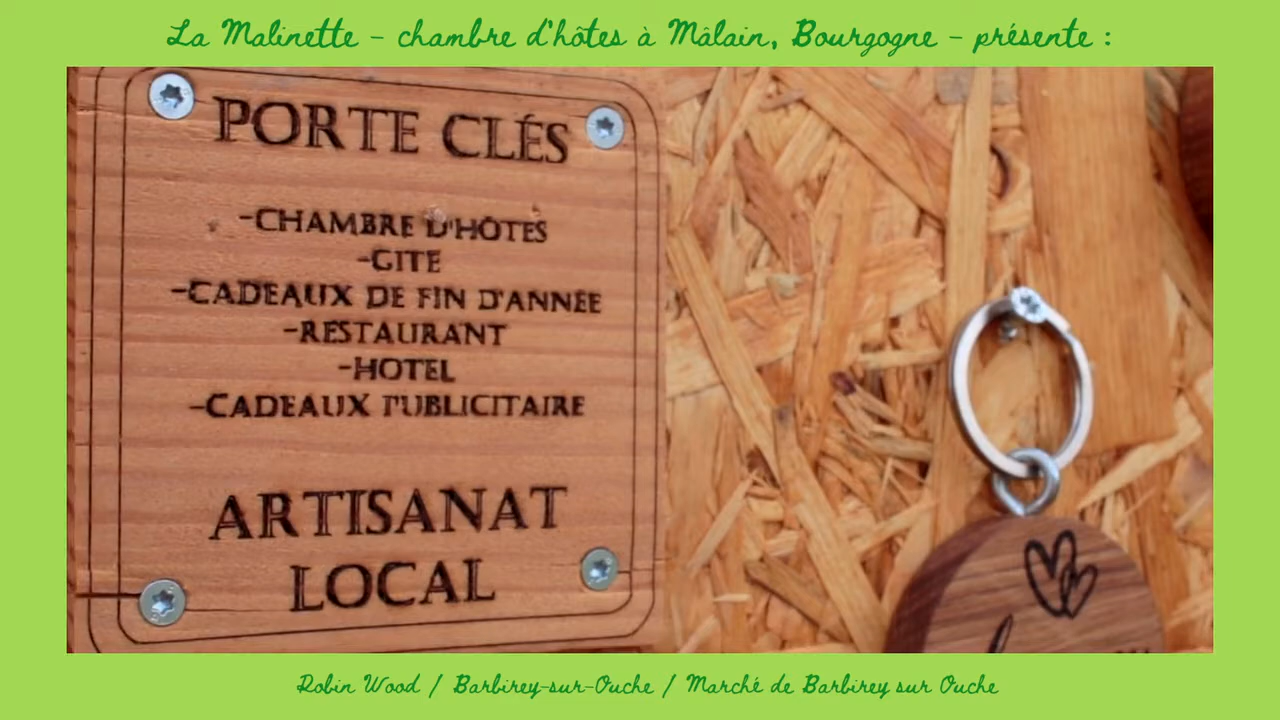 La Malinette - chambre d'hôtes à Mâlain, Bourgogne - présente :
PORTE CLÉS
-CHAMBRE D'HÔTES
-GITE
-CADEAUX DE FIN D'ANNÉE
-RESTAURANT
-HOTEL
-CADEAUX PUBLICITAIRE
ARTISANAT
LOCAL
Robin Wood / Barbirey-sur-Ouche / Marché de Barbirey sur Ouche